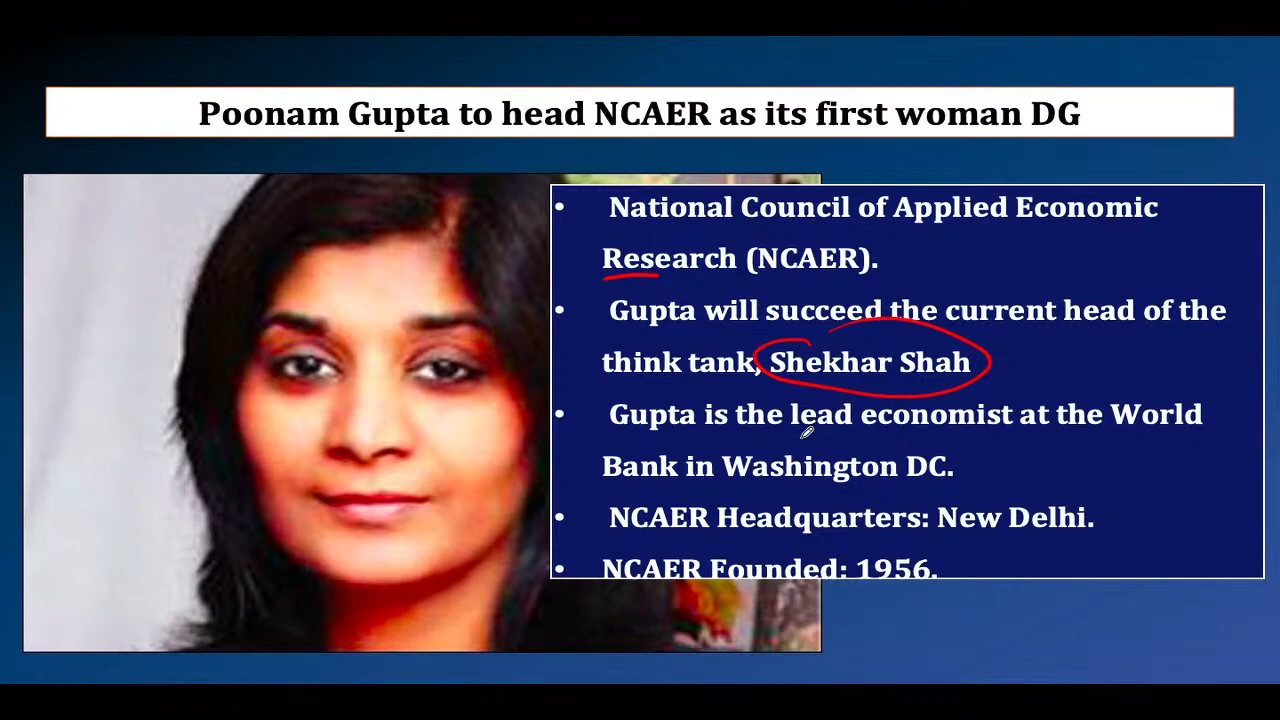 Poonam Gupta to head NCAER as its first woman DG
• National Council of Applied Economic
Research (NCAER).
• Gupta will succeed the current head of the
think tank, Shekhar Shah
• Gupta is the lead economist at the World
Bank in Washington DC.
• NCAER Headquarters: New Delhi.
• NCAER Founded: 1956.